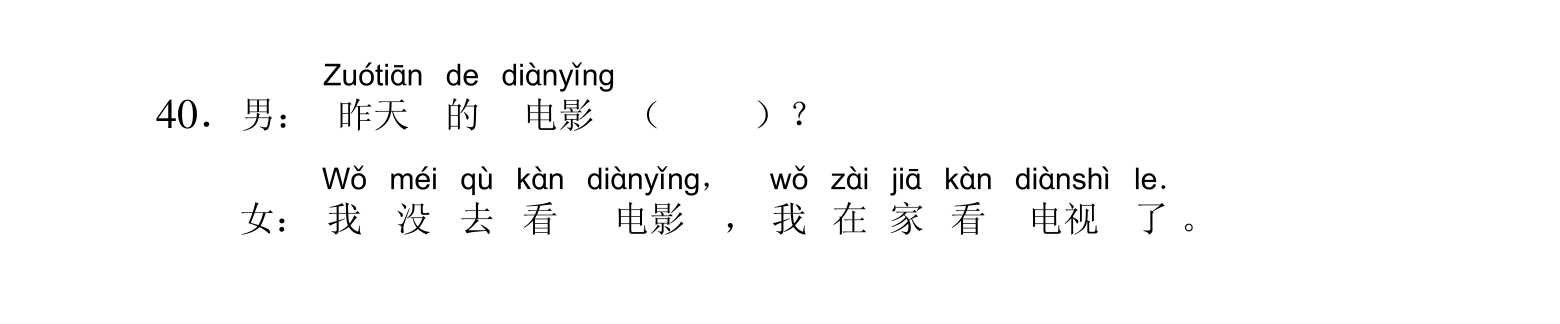 Zuótiān de diànyǐng
40. 男： 昨天 的 电影 （ ）？
Wǒ méi qù kàn diànyǐng, wǒ zài jiā kàn diànshì le.
女： 我 没 去 看 电影 ， 我 在 家 看 电视 了 。